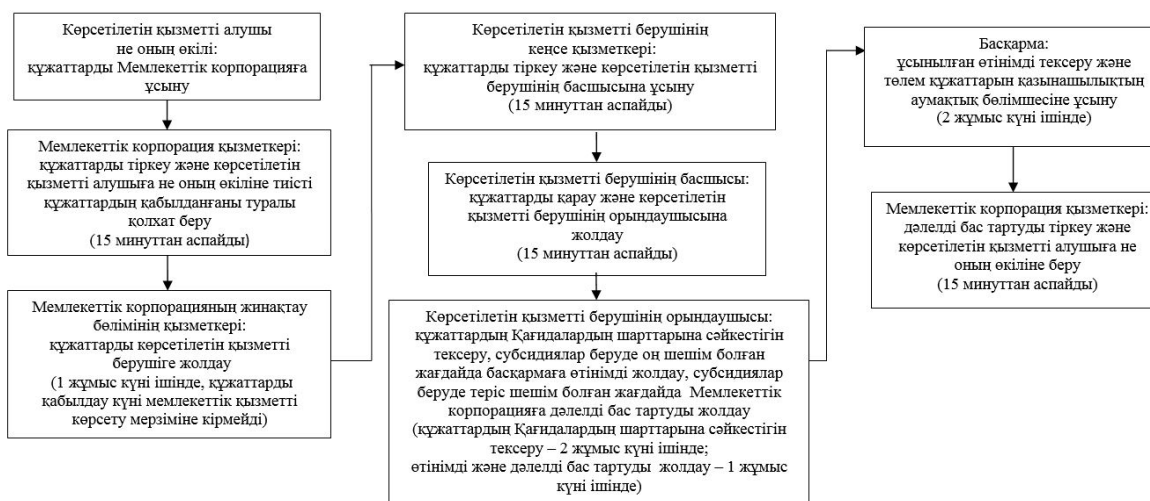 Көрсетілетін қызметті алушы
не оның өкілі:
құжаттарды Мемлекеттік корпорацияға
ұсыну
Мемлекеттік корпорация қызметкері:
құжаттарды тіркеу және көрсетілетін
қызметті алушыға не оның өкіліне тиісті
құжаттардың қабылданғаны туралы
қолхат беру
(15 минуттан аспайды)
Мемлекеттік корпорацияның жинақтау
бөлімінің қызметкері:
құжаттарды көрсетілетін қызметті
берушіге жолдау
(1 жұмыс күні ішінде, құжаттарды
қабылдау күні мемлекеттік қызметті
көрсету мерзіміне кірмейді)
Көрсетілетін қызметті берушінің
кеңсе қызметкері:
құжаттарды тіркеу және көрсетілетін қызметті
берушінің басшысына ұсыну
(15 минуттан аспайды)
Көрсетілетін қызметті берушінің басшысы:
құжаттарды қарау және көрсетілетін
қызметті берушінің орындаушысына
жолдау
(15 минуттан аспайды)
Көрсетілетін қызметті берушінің орындаушысы:
құжаттардың Қағидалардың шарттарына сәйкестігін
тексеру, субсидиялар беруде оң шешім болған
жағдайда басқармаға өтінімді жолдау, субсидиялар
беруде теріс шешім болған жағдайда Мемлекеттік
корпорацияға дәлелді бас тартуды жолдау
(құжаттардың Қағидалардың шарттарына сәйкестігін
тексеру – 2 жұмыс күні ішінде;
өтінімді және дәлелді бас тартуды жолдау – 1 жұмыс
күні ішінде)
Басқарма:
ұсынылған өтінімді тексеру және
төлем құжаттарын қазынашылықтың
аумақтық бөлімшесіне ұсыну
(2 жұмыс күні ішінде)
Мемлекеттік корпорация қызметкері:
дәлелді бас тартуды тіркеу және
көрсетілетін қызметті алушыға не
оның өкіліне беру
(15 минуттан аспайды)